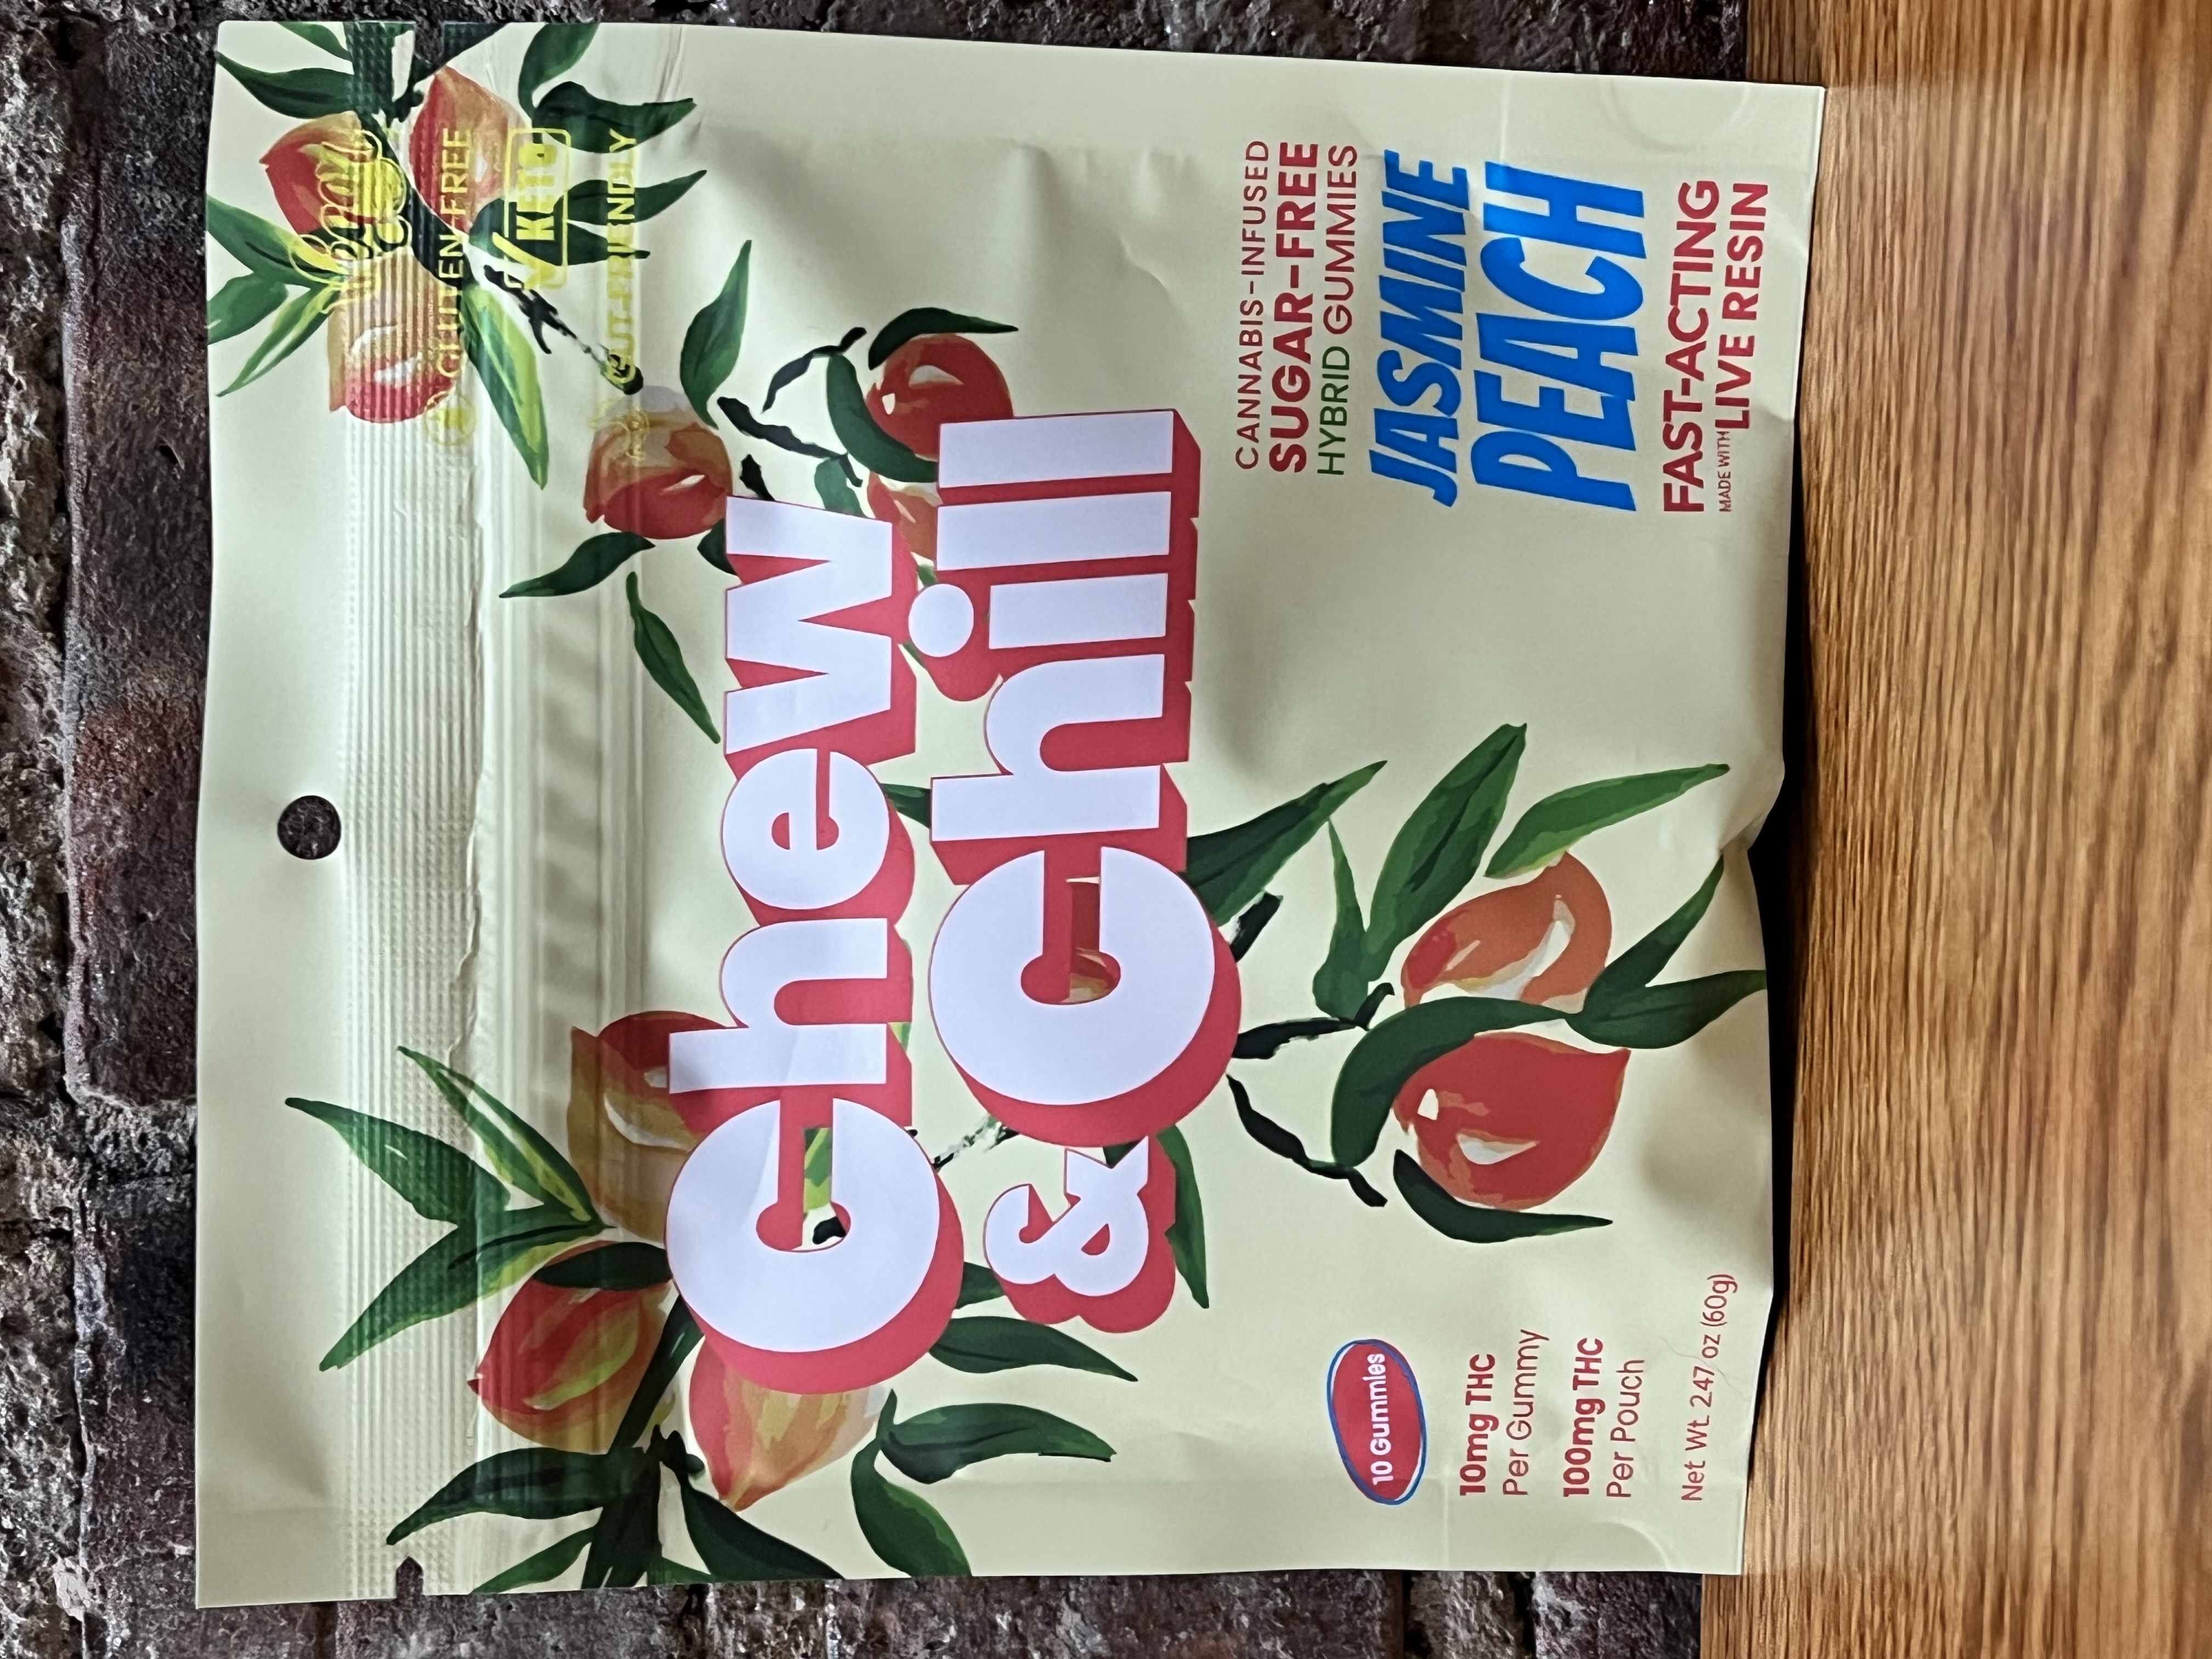 GLUTEN-FREE
KETO
GUT-FRIENDLY
Chew
& Chill
10 Gummies
10mg THC
Per Gummy
100mg THC
Per Pouch
Net Wt. 2.47 oz (60g)
CANNABIS-INFUSED
SUGAR-FREE
HYBRID GUMMIES
JASMINE
PEACH
FAST-ACTING
MADE WITH LIVE RESIN